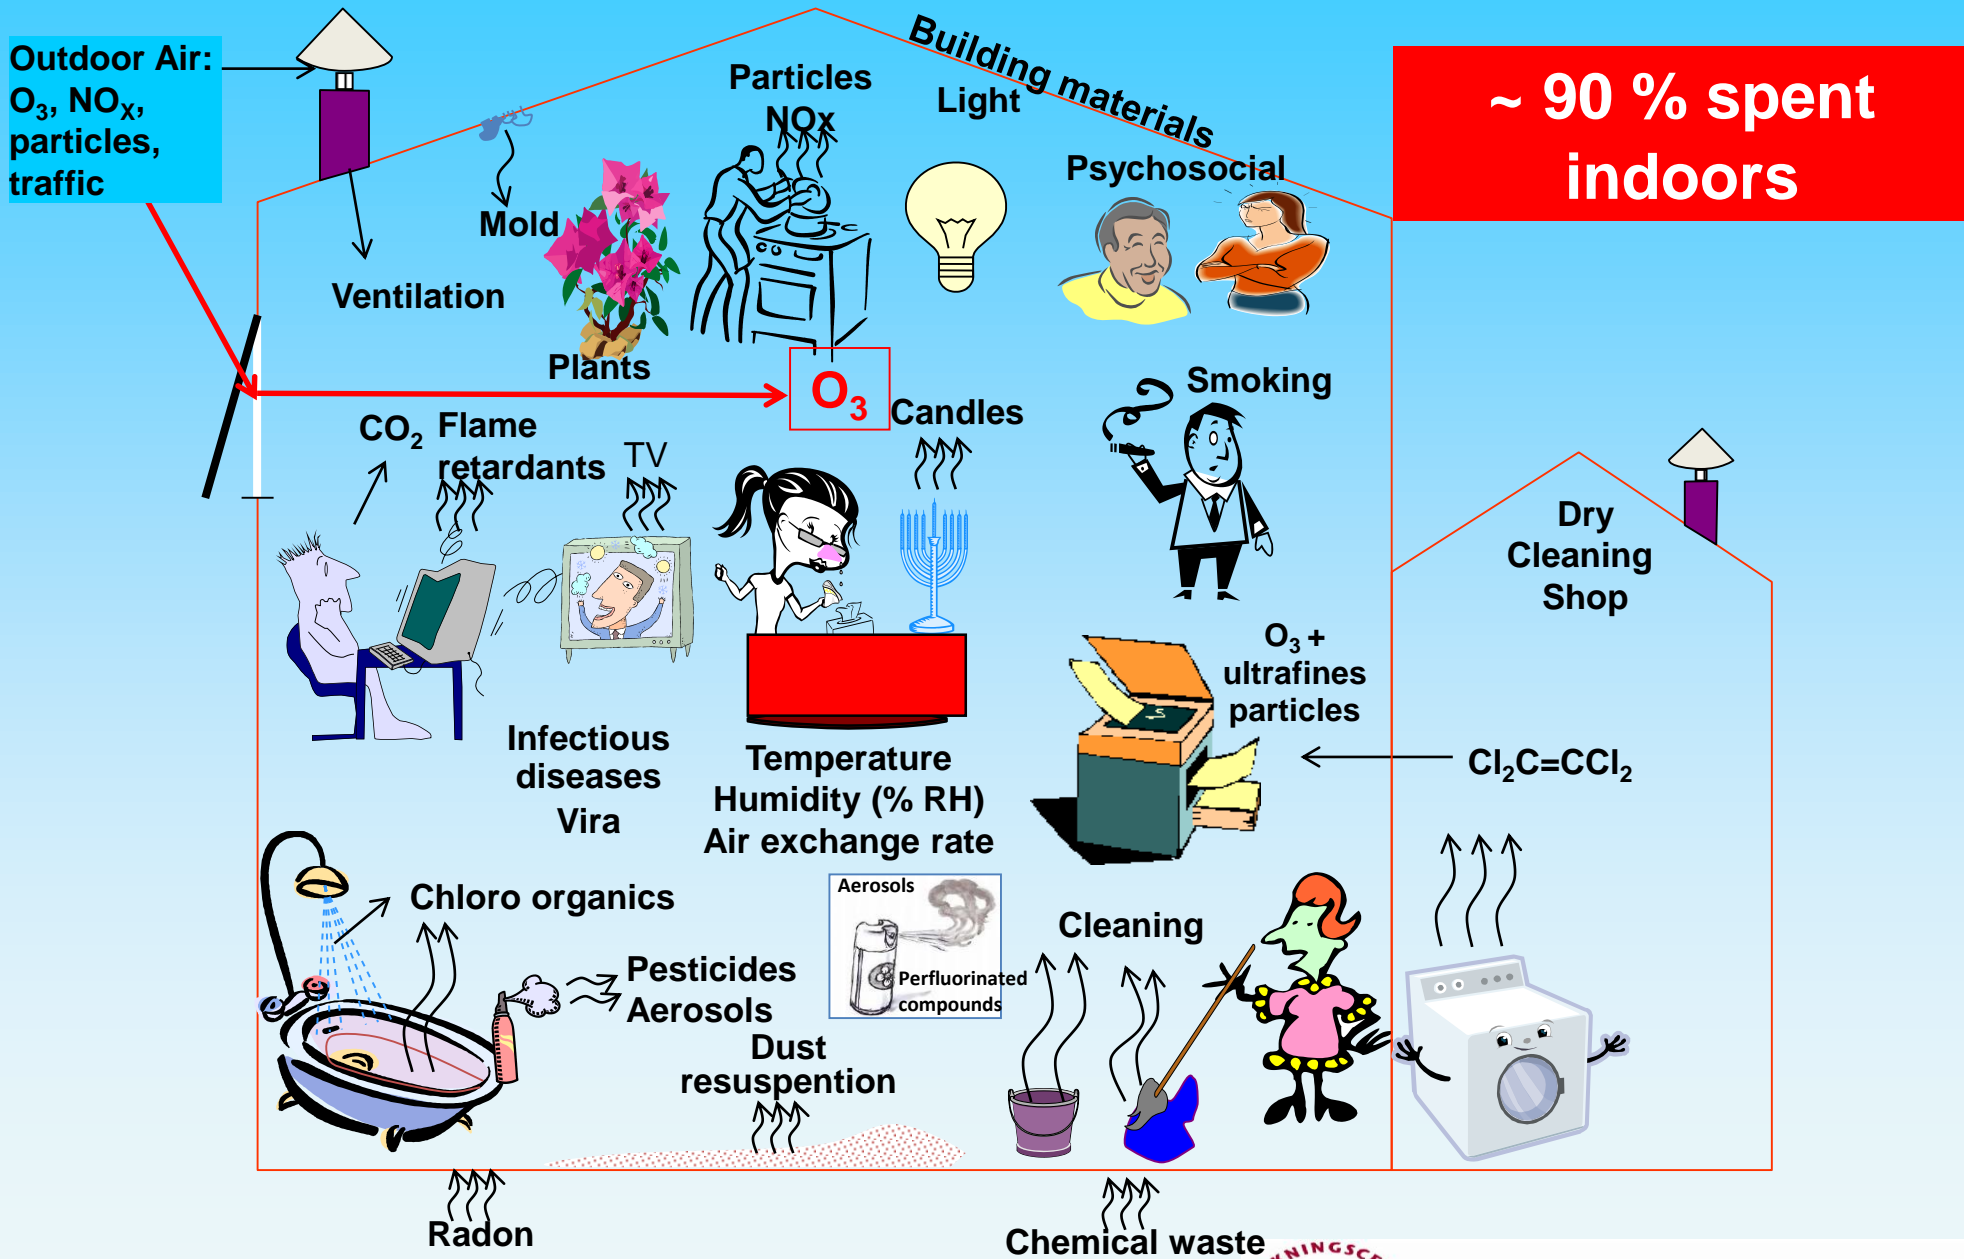 Outdoor Air:
O₃, NOₓ,
particles,
traffic
Building materials
~ 90 % spent
indoors
Particles
NOx
Light
Psychosocial
Mold
Ventilation
Plants
O₃
Smoking
Candles
CO₂
Flame
retardants
TV
Dry
Cleaning
Shop
O₃ +
ultrafines
particles
Cl₂C=CCl₂
Infectious
diseases
Vira
Temperature
Humidity (% RH)
Air exchange rate
Chloro organics
Aerosols
Perfluorinated
compounds
Cleaning
Pesticides
Aerosols
Dust
resuspention
Radon
Chemical waste